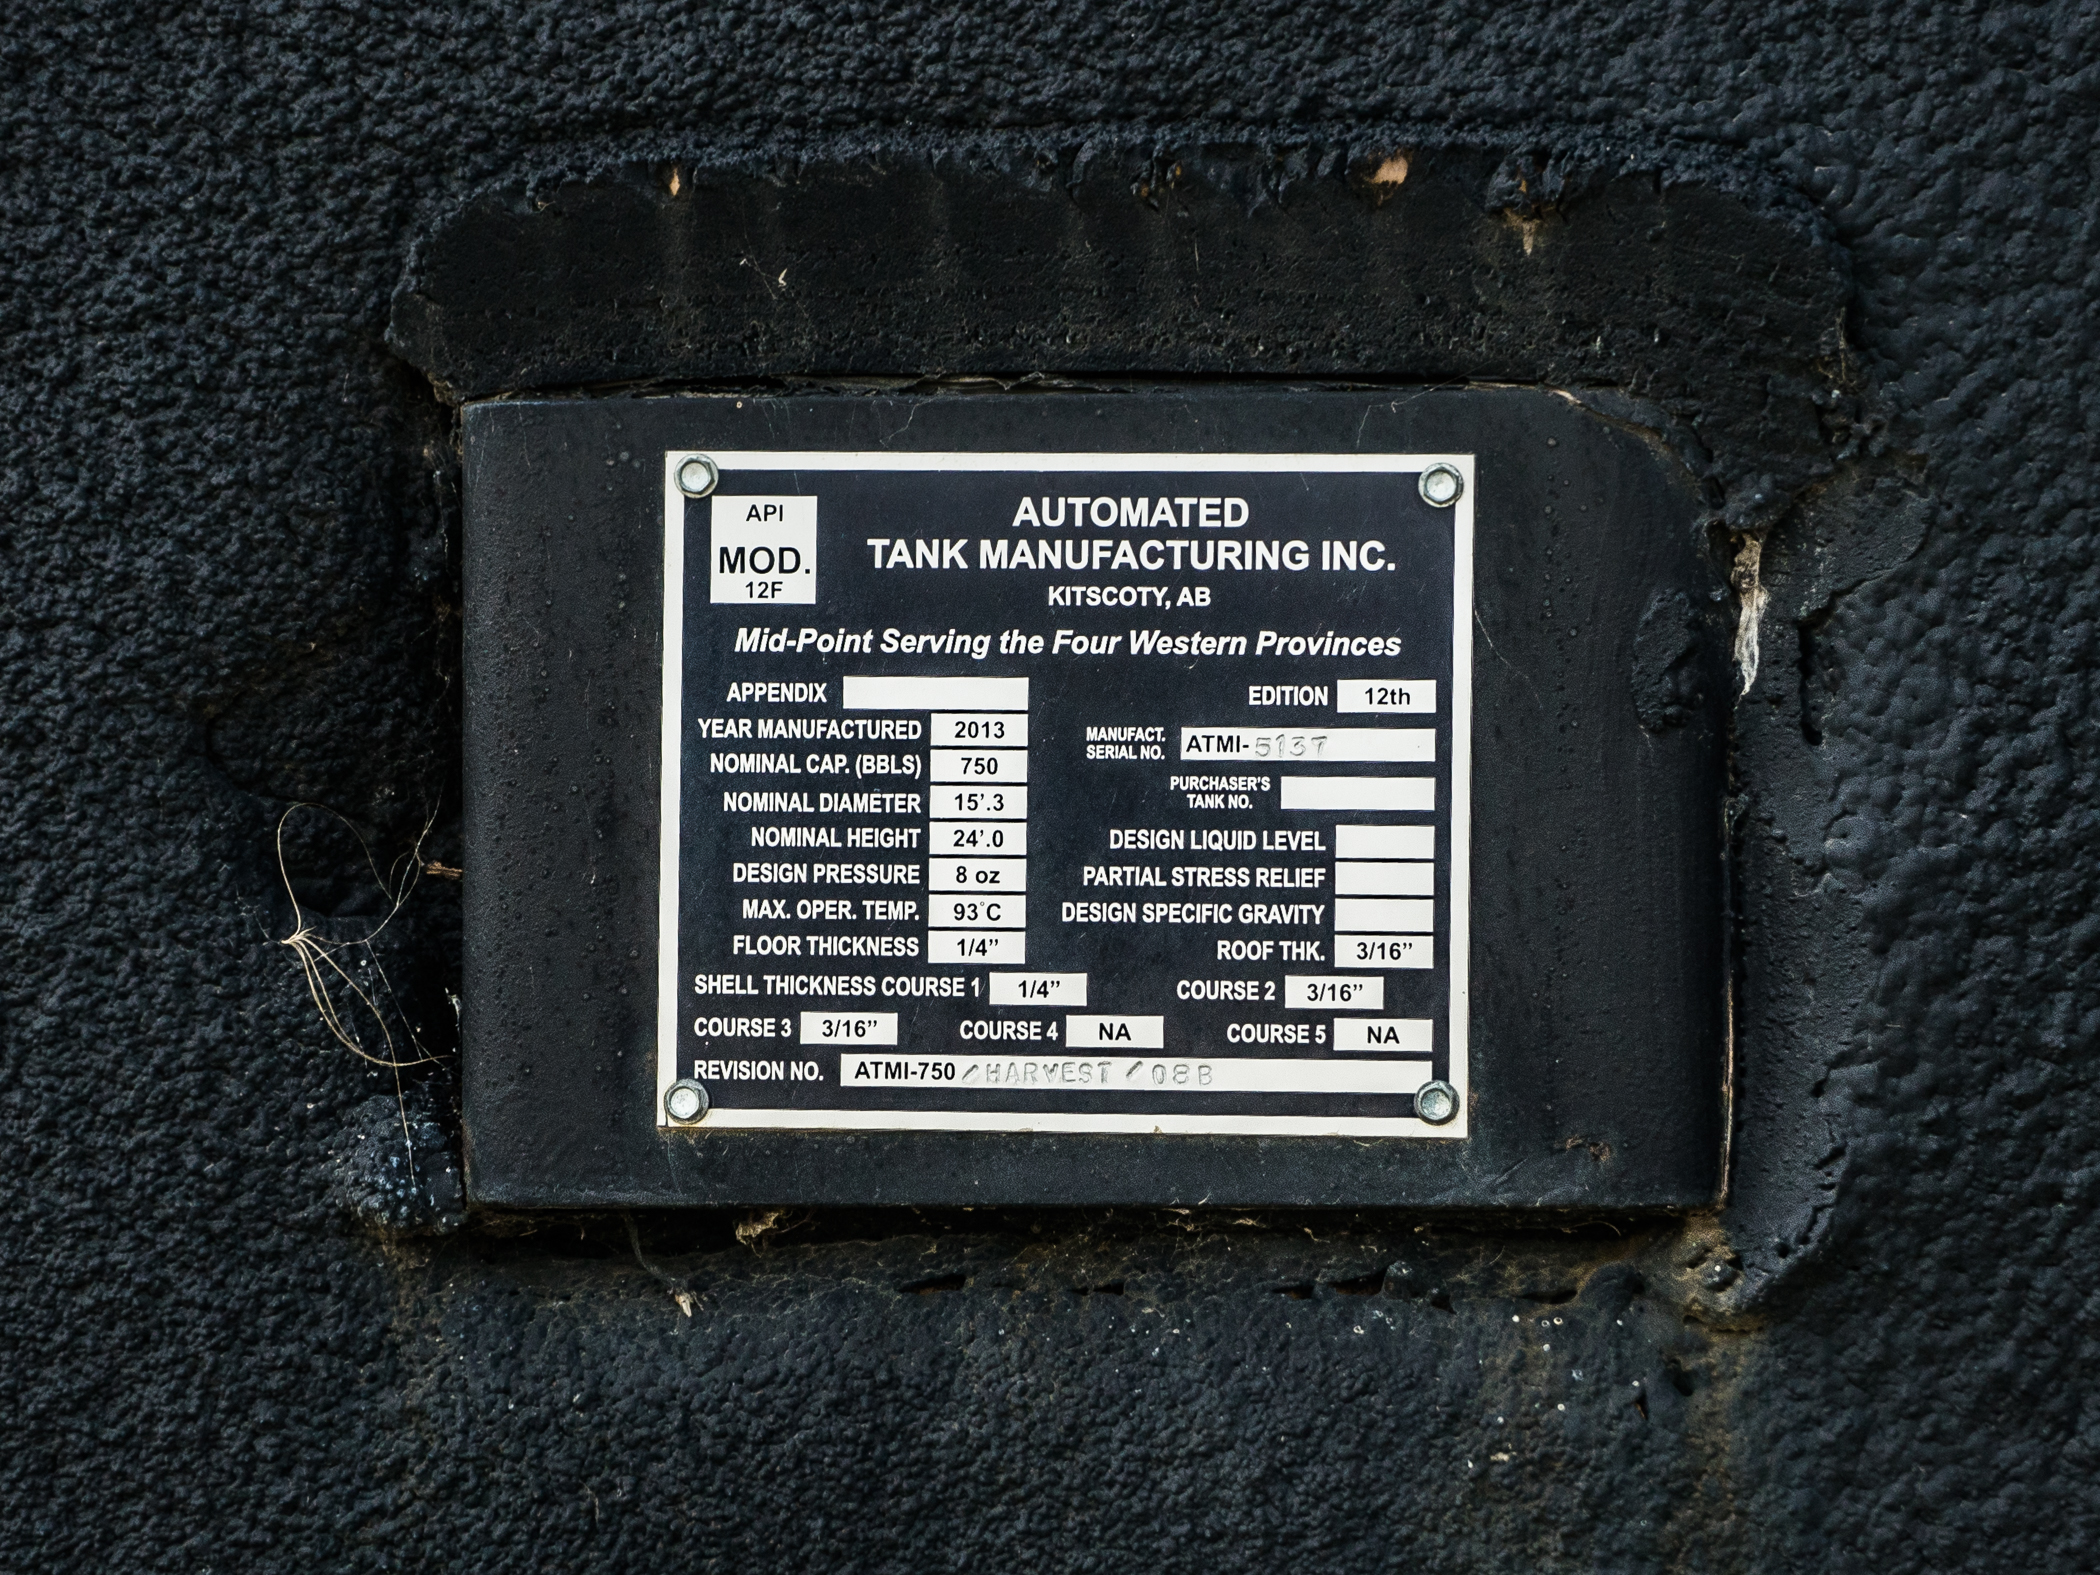 API
MOD.
12F
AUTOMATED
TANK MANUFACTURING INC.
KITSCOTY, AB
Mid-Point Serving the Four Western Provinces
APPENDIX
EDITION 12th
YEAR MANUFACTURED 2013
MANUFACT. SERIAL NO. ATMI-5137
NOMINAL CAP. (BBLS) 750
PURCHASER'S TANK NO.
NOMINAL DIAMETER 15'.3
NOMINAL HEIGHT 24'.0
DESIGN LIQUID LEVEL
DESIGN PRESSURE 8 oz
PARTIAL STRESS RELIEF
MAX. OPER. TEMP. 93°C
DESIGN SPECIFIC GRAVITY
FLOOR THICKNESS 1/4"
ROOF THK. 3/16"
SHELL THICKNESS COURSE 1 1/4" COURSE 2 3/16"
COURSE 3 3/16" COURSE 4 NA COURSE 5 NA
REVISION NO. ATMI-750/HARVEST/08B